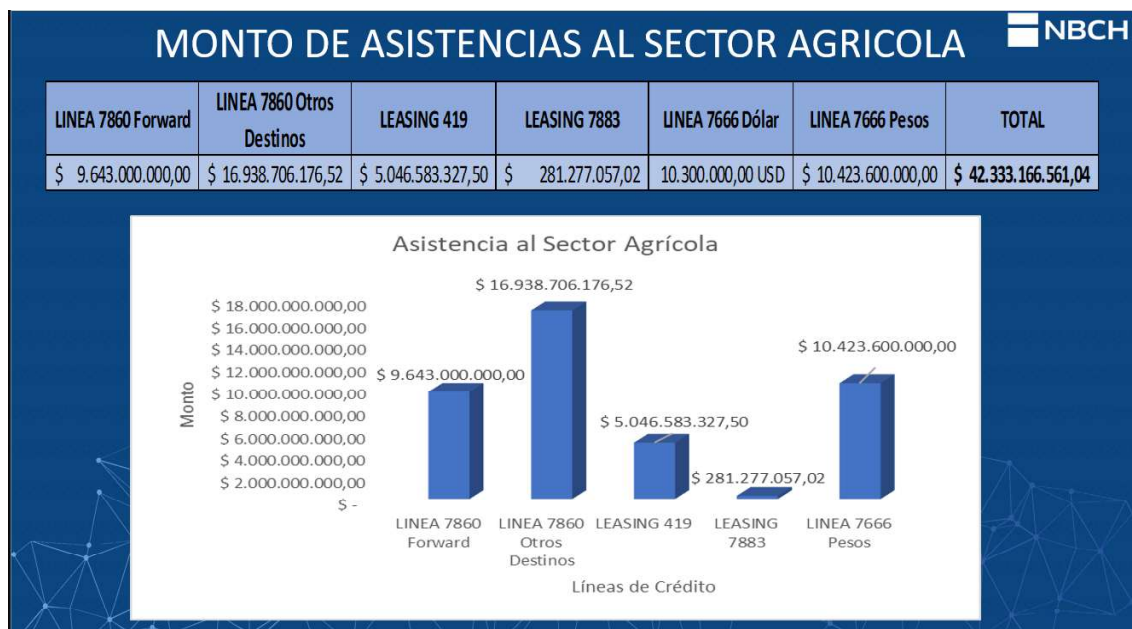 MONTO DE ASISTENCIAS AL SECTOR AGRICOLA
NBCH
LINEA 7860 Forward
LINEA 7860 Otros
Destinos
LEASING 419
LEASING 7883
LINEA 7666 Dólar
LINEA 7666 Pesos
TOTAL
$ 9.643.000.000,00
$ 16.938.706.176,52
$ 5.046.583.327,50
$ 281.277.057,02
10.300.000,00 USD
$ 10.423.600.000,00
$ 42.333.166.561,04
Asistencia al Sector Agrícola
Monto
$ 18.000.000.000,00
$ 16.000.000.000,00
$ 14.000.000.000,00
$ 12.000.000.000,00
$ 10.000.000.000,00
$ 8.000.000.000,00
$ 6.000.000.000,00
$ 4.000.000.000,00
$ 2.000.000.000,00
$ -
$ 9.643.000.000,00
$ 16.938.706.176,52
$ 5.046.583.327,50
$ 281.277.057,02
$ 10.423.600.000,00
LINEA 7860
Forward
LINEA 7860
Otros
Destinos
LEASING 419
LEASING
7883
LINEA 7666
Pesos
Líneas de Crédito